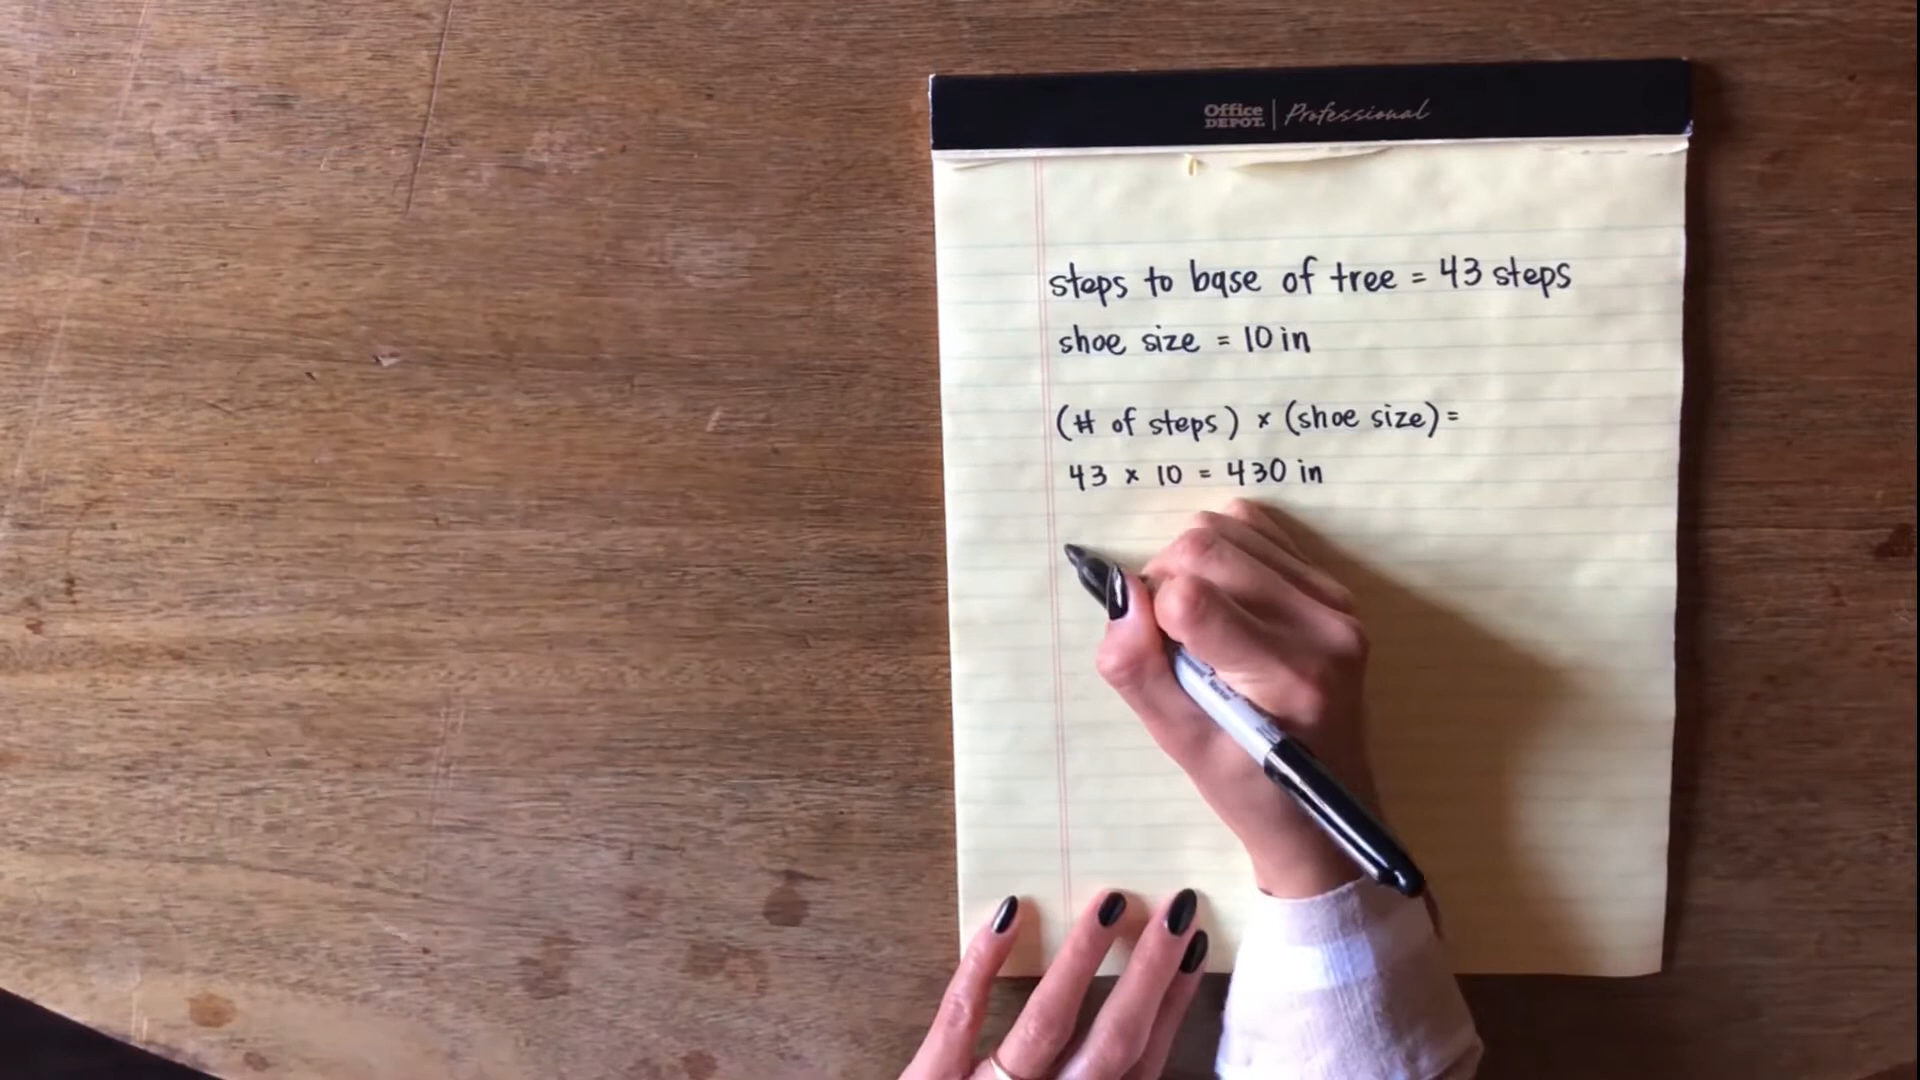 Office DEPOT. | Professional
steps to base of tree = 43 steps
shoe size = 10 in
(# of steps) × (shoe size) =
43 × 10 = 430 in